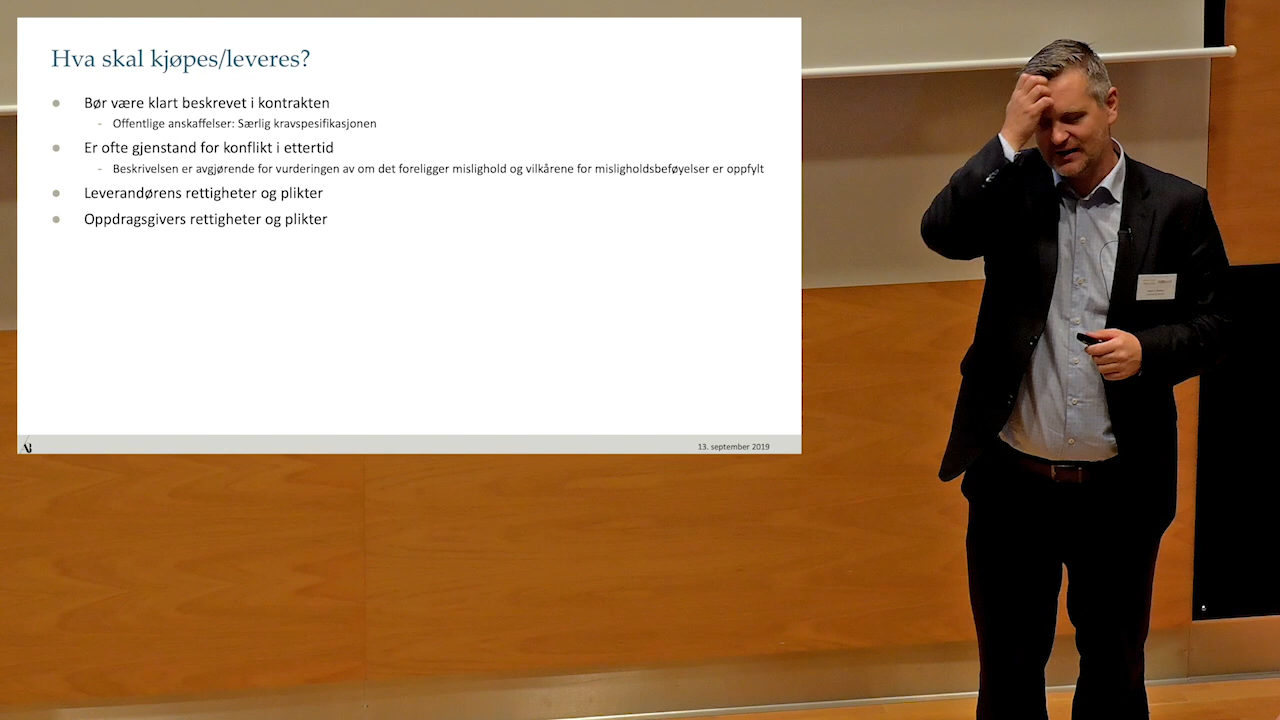 Hva skal kjøpes/leveres?
● Bør være klart beskrevet i kontrakten
- Offentlige anskaffelser: Særlig kravspesifikasjonen
● Er ofte gjenstand for konflikt i ettertid
- Beskrivelsen er avgjørende for vurderingen av om det foreligger mislighold og vilkårene for misligholdsbeføyelser er oppfylt
● Leverandørens rettigheter og plikter
● Oppdragsgivers rettigheter og plikter
AB
13. september 2019